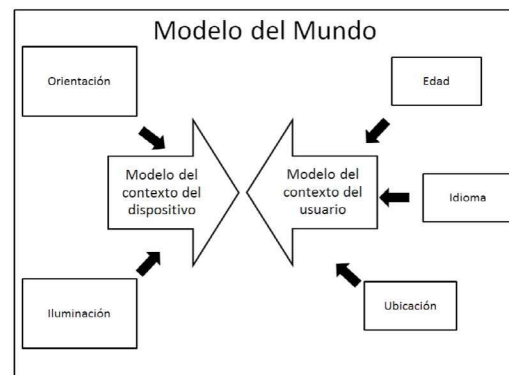 Modelo del Mundo
Orientación
Edad
Modelo del
contexto del
dispositivo
Modelo del
contexto del
usuario
Idioma
Iluminación
Ubicación